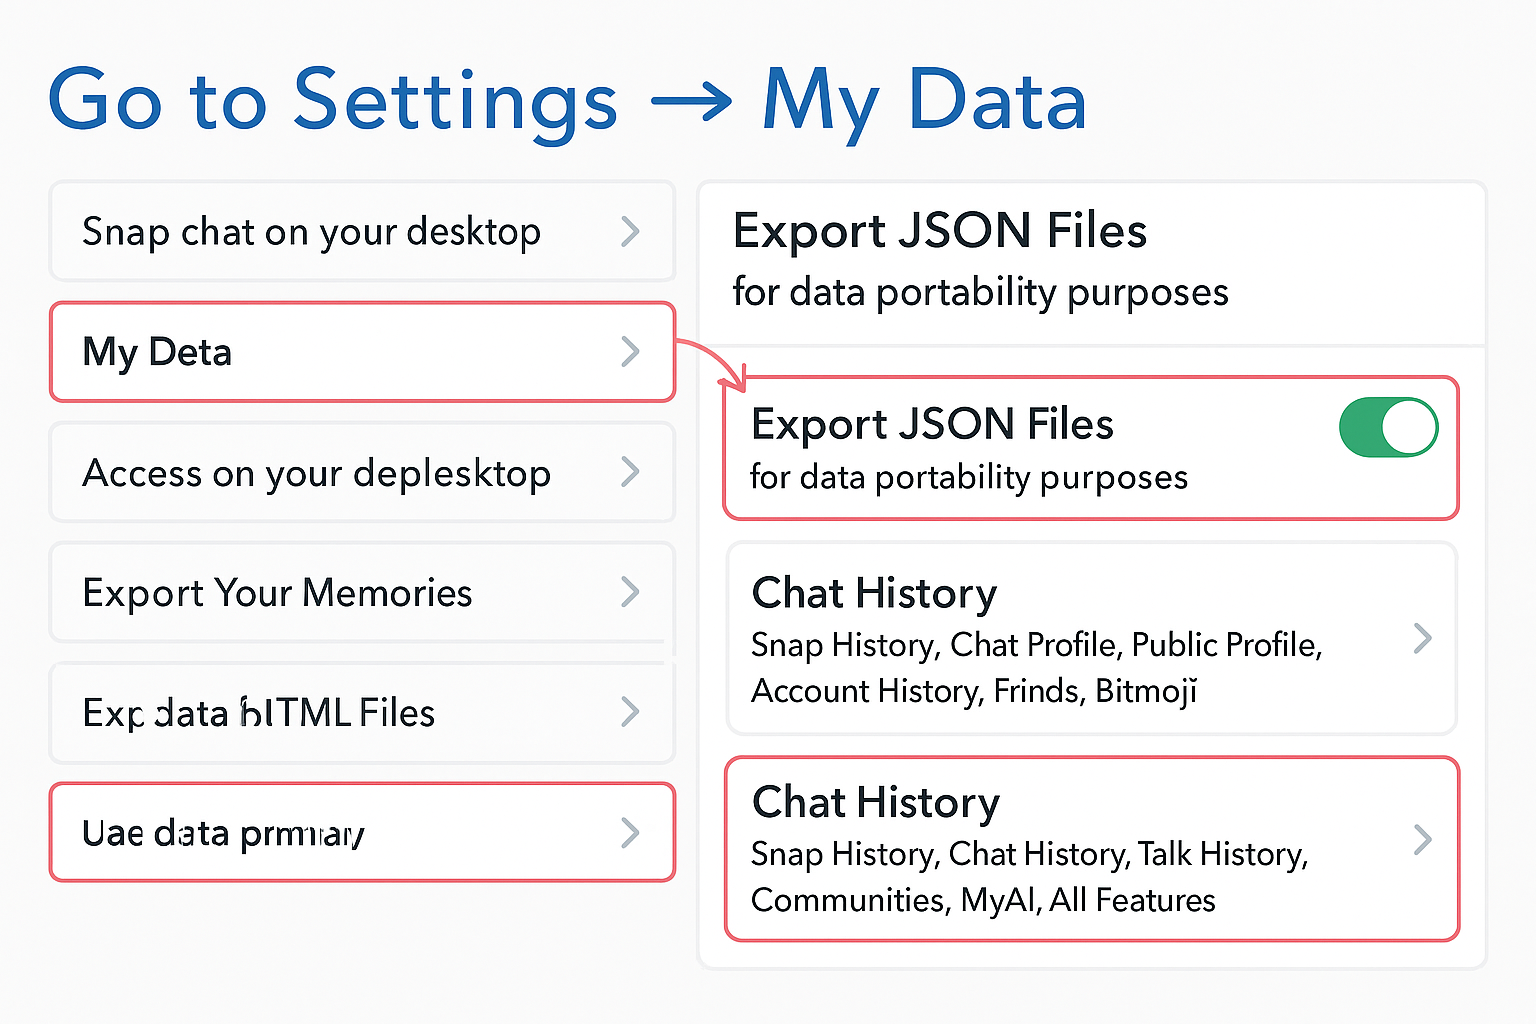 Go to Settings → My Data
Snap chat on your desktop
My Deta
Access on your deplesktop
Export Your Memories
Exp data hITML Files
Uae data prmary
Export JSON Files
for data portability purposes
Export JSON Files
for data portability purposes
Chat History
Snap History, Chat Profile, Public Profile,
Account History, Frinds, Bitmoji
Chat History
Snap History, Chat History, Talk History,
Communities, MyAl, All Features